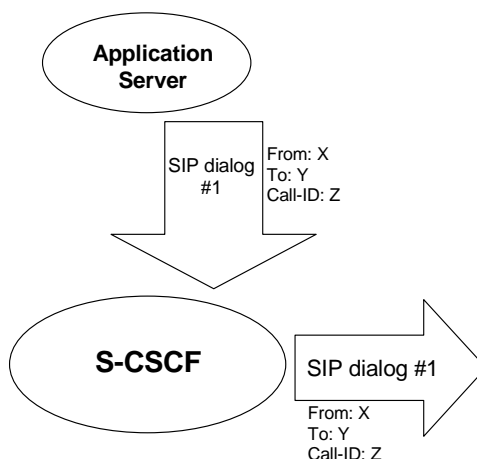 Application
Server
SIP dialog
#1
From: X
To: Y
Call-ID: Z
S-CSCF
SIP dialog #1
From: X
To: Y
Call-ID: Z